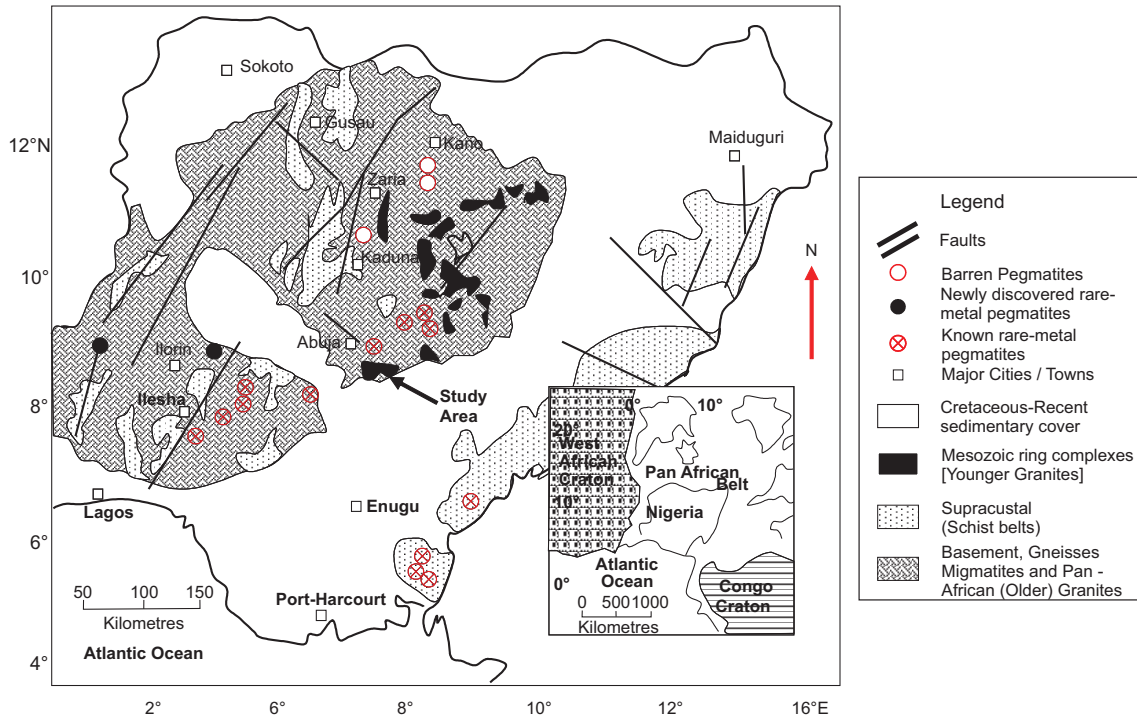 Sokoto
Gusau
Kano
Maiduguri
12°N
Zaria
10°
Kaduna
N
Abuja
Ilorin
Study
Area
8°
Ilesha
Lagos
Enugu
6°
50 100 150
Kilometres
Port-Harcourt
Atlantic Ocean
4°
2° 6° 8° 10° 12° 16°E
0° 10°
20°
West
African
Craton
10°
Pan African
Belt
Nigeria
Atlantic
Ocean
0°
0 500 1000
Kilometres
Congo
Craton
Legend
Faults
Barren Pegmatites
Newly discovered rare-
metal pegmatites
Known rare-metal
pegmatites
Major Cities / Towns
Cretaceous-Recent
sedimentary cover
Mesozoic ring complexes
[Younger Granites]
Supracustal
(Schist belts)
Basement, Gneisses
Migmatites and Pan -
African (Older) Granites